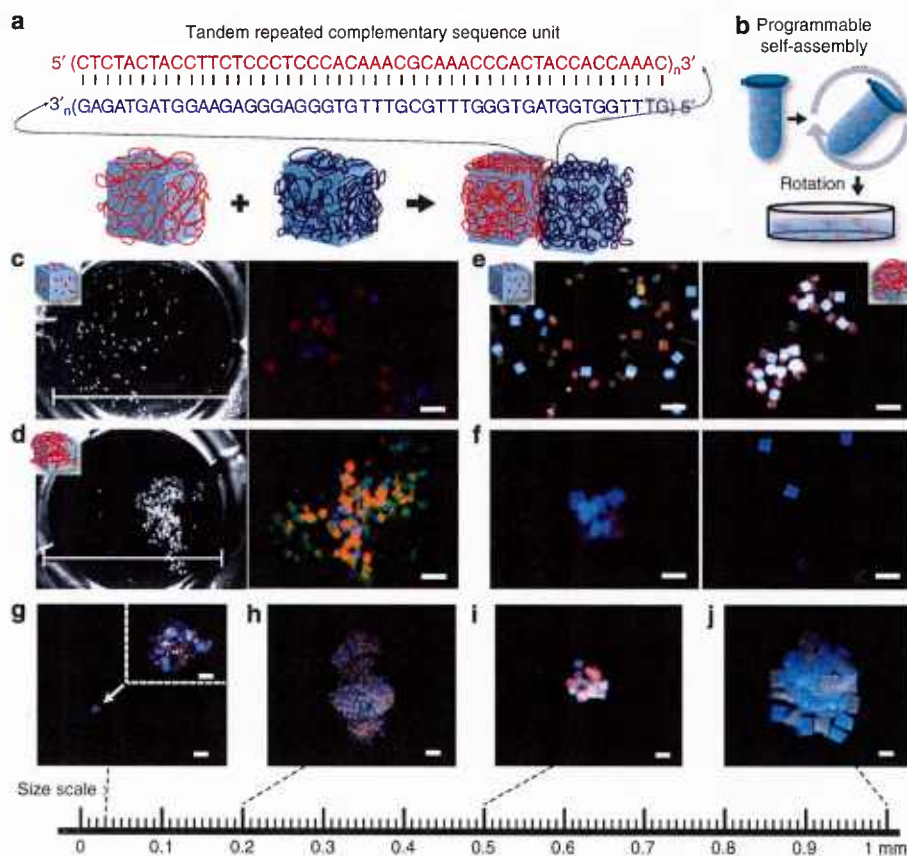 a
Tandem repeated complementary sequence unit
5′ (CTCTACTACCTTCTCCCTCCCACAAACGCAAACCCACTACCACCAAAC)n3′
3′n(GAGATGATGGAAGAGGGAGGGTGTTTGCGTTTGGGTGATGGTGGTTTG) 5′
b Programmable
self-assembly
Rotation
c
e
d
f
g
h
i
j
Size scale :
0 0.1 0.2 0.3 0.4 0.5 0.6 0.7 0.8 0.9 1 mm